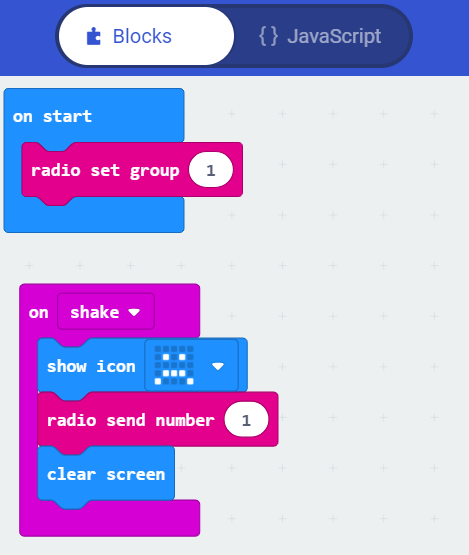 Blocks
{ } JavaScript
on start
radio set group 1
on shake
show icon
radio send number 1
clear screen